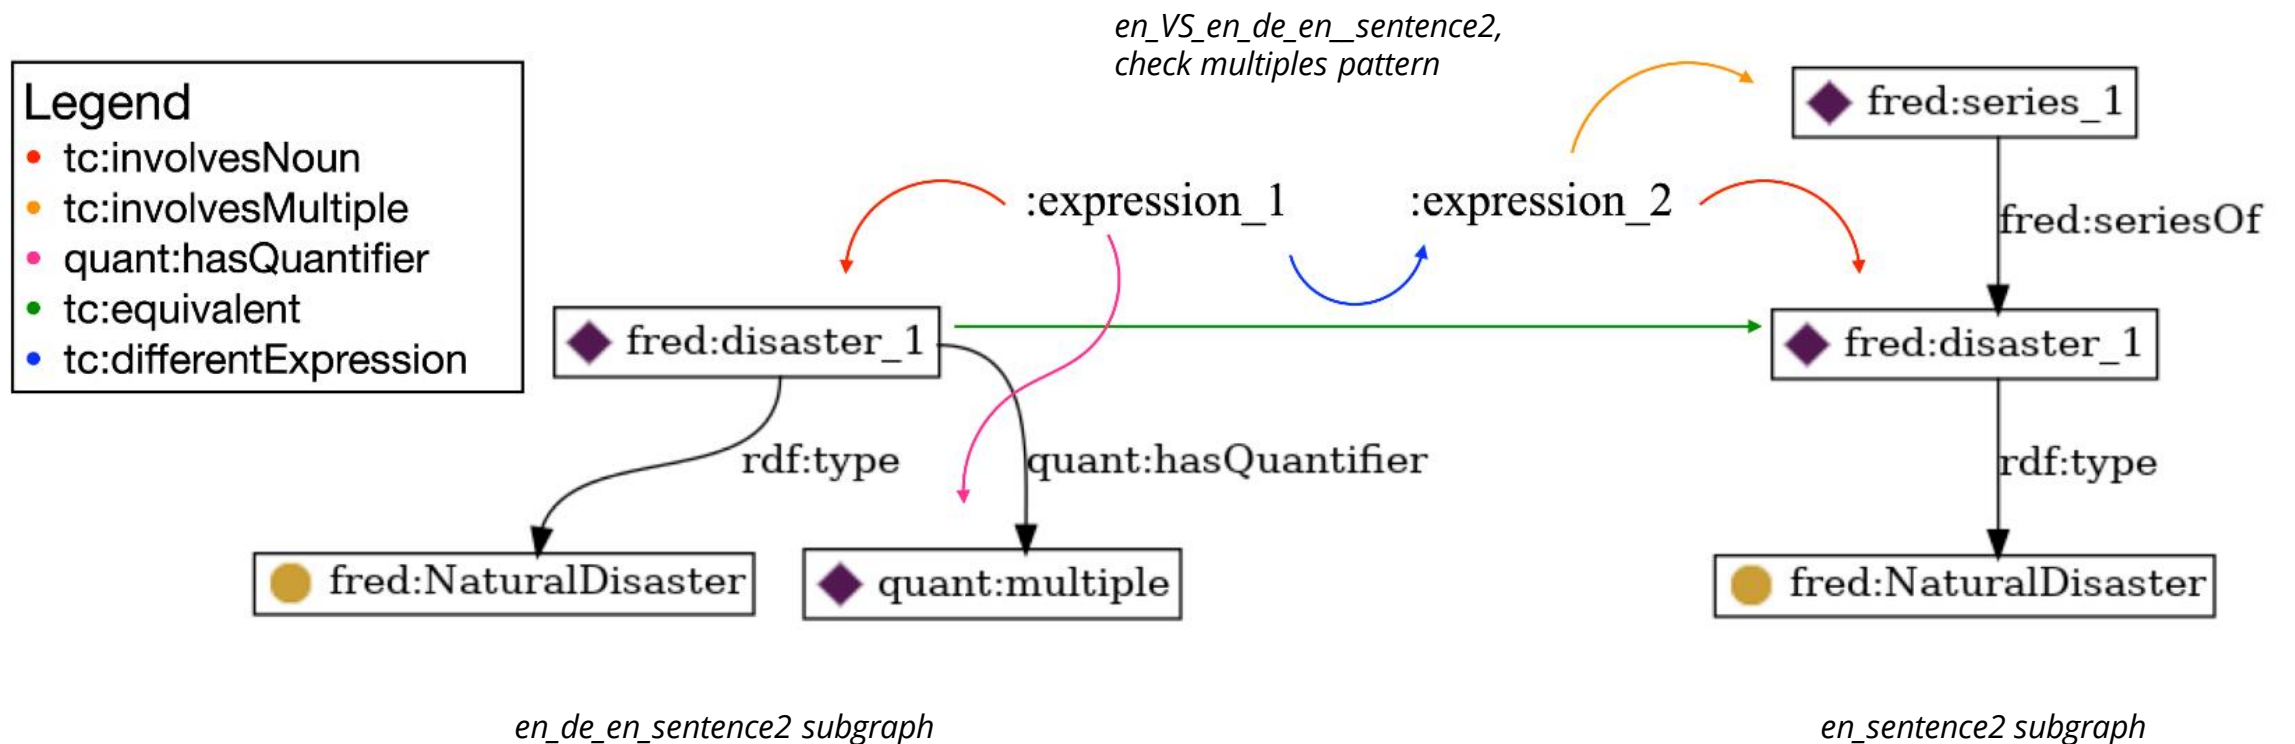 en_VS_en_de_en__sentence2,
check multiples pattern
Legend
tc:involvesNoun
tc:involvesMultiple
quant:hasQuantifier
tc:equivalent
tc:differentExpression
fred:series_1
:expression_1
:expression_2
fred:seriesOf
fred:disaster_1
fred:disaster_1
rdf:type
quant:hasQuantifier
rdf:type
fred:NaturalDisaster
quant:multiple
fred:NaturalDisaster
en_de_en_sentence2 subgraph
en_sentence2 subgraph